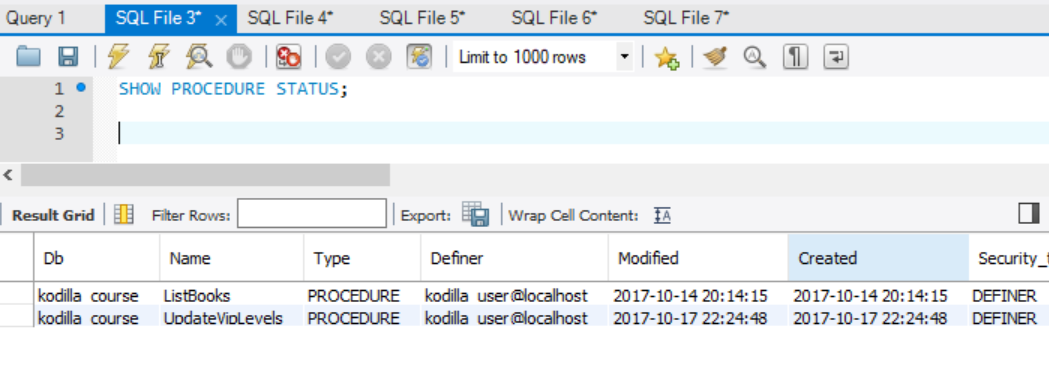 Query 1 SQL File 3* SQL File 4* SQL File 5* SQL File 6* SQL File 7*
Limit to 1000 rows
1 SHOW PROCEDURE STATUS;
2
3
Result Grid Filter Rows: Export: Wrap Cell Content:
Db Name Type Definer Modified Created Security_t
kodilla_course ListBooks PROCEDURE kodilla_user@localhost 2017-10-14 20:14:15 2017-10-14 20:14:15 DEFINER
kodilla_course UpdateVipLevels PROCEDURE kodilla_user@localhost 2017-10-17 22:24:48 2017-10-17 22:24:48 DEFINER